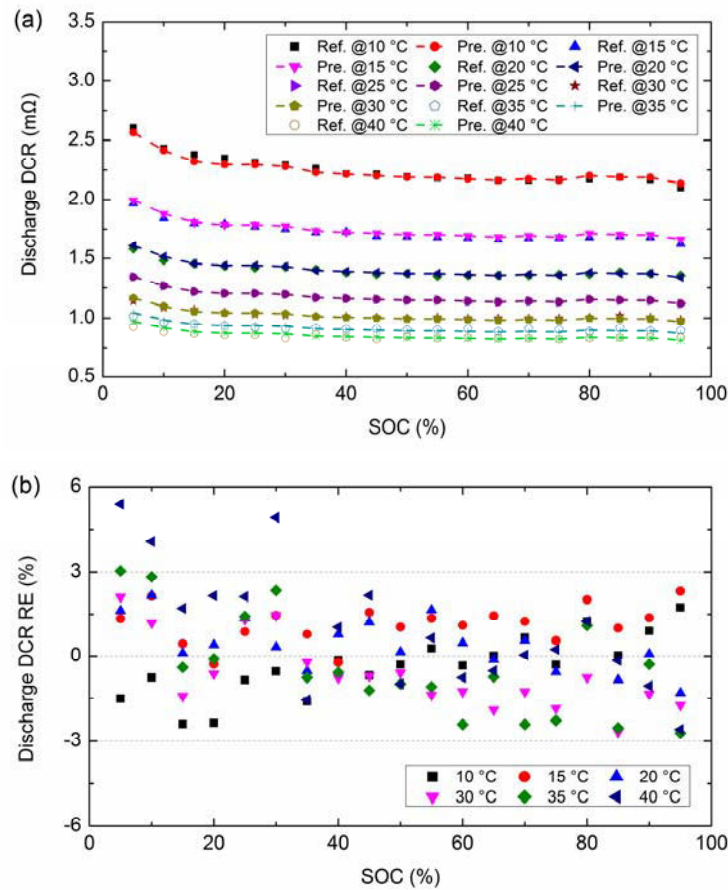 (a)
3.5
3.0
2.5
2.0
1.5
1.0
0.5
Discharge DCR (mΩ)
Ref. @10 °C Pre. @10 °C Ref. @15 °C
Pre. @15 °C Ref. @20 °C Pre. @20 °C
Ref. @25 °C Pre. @25 °C Ref. @30 °C
Pre. @30 °C Ref. @35 °C Pre. @35 °C
Ref. @40 °C Pre. @40 °C
0 20 40 60 80 100
SOC (%)
(b)
6
3
0
-3
-6
Discharge DCR RE (%)
10 °C 15 °C 20 °C
30 °C 35 °C 40 °C
0 20 40 60 80 100
SOC (%)